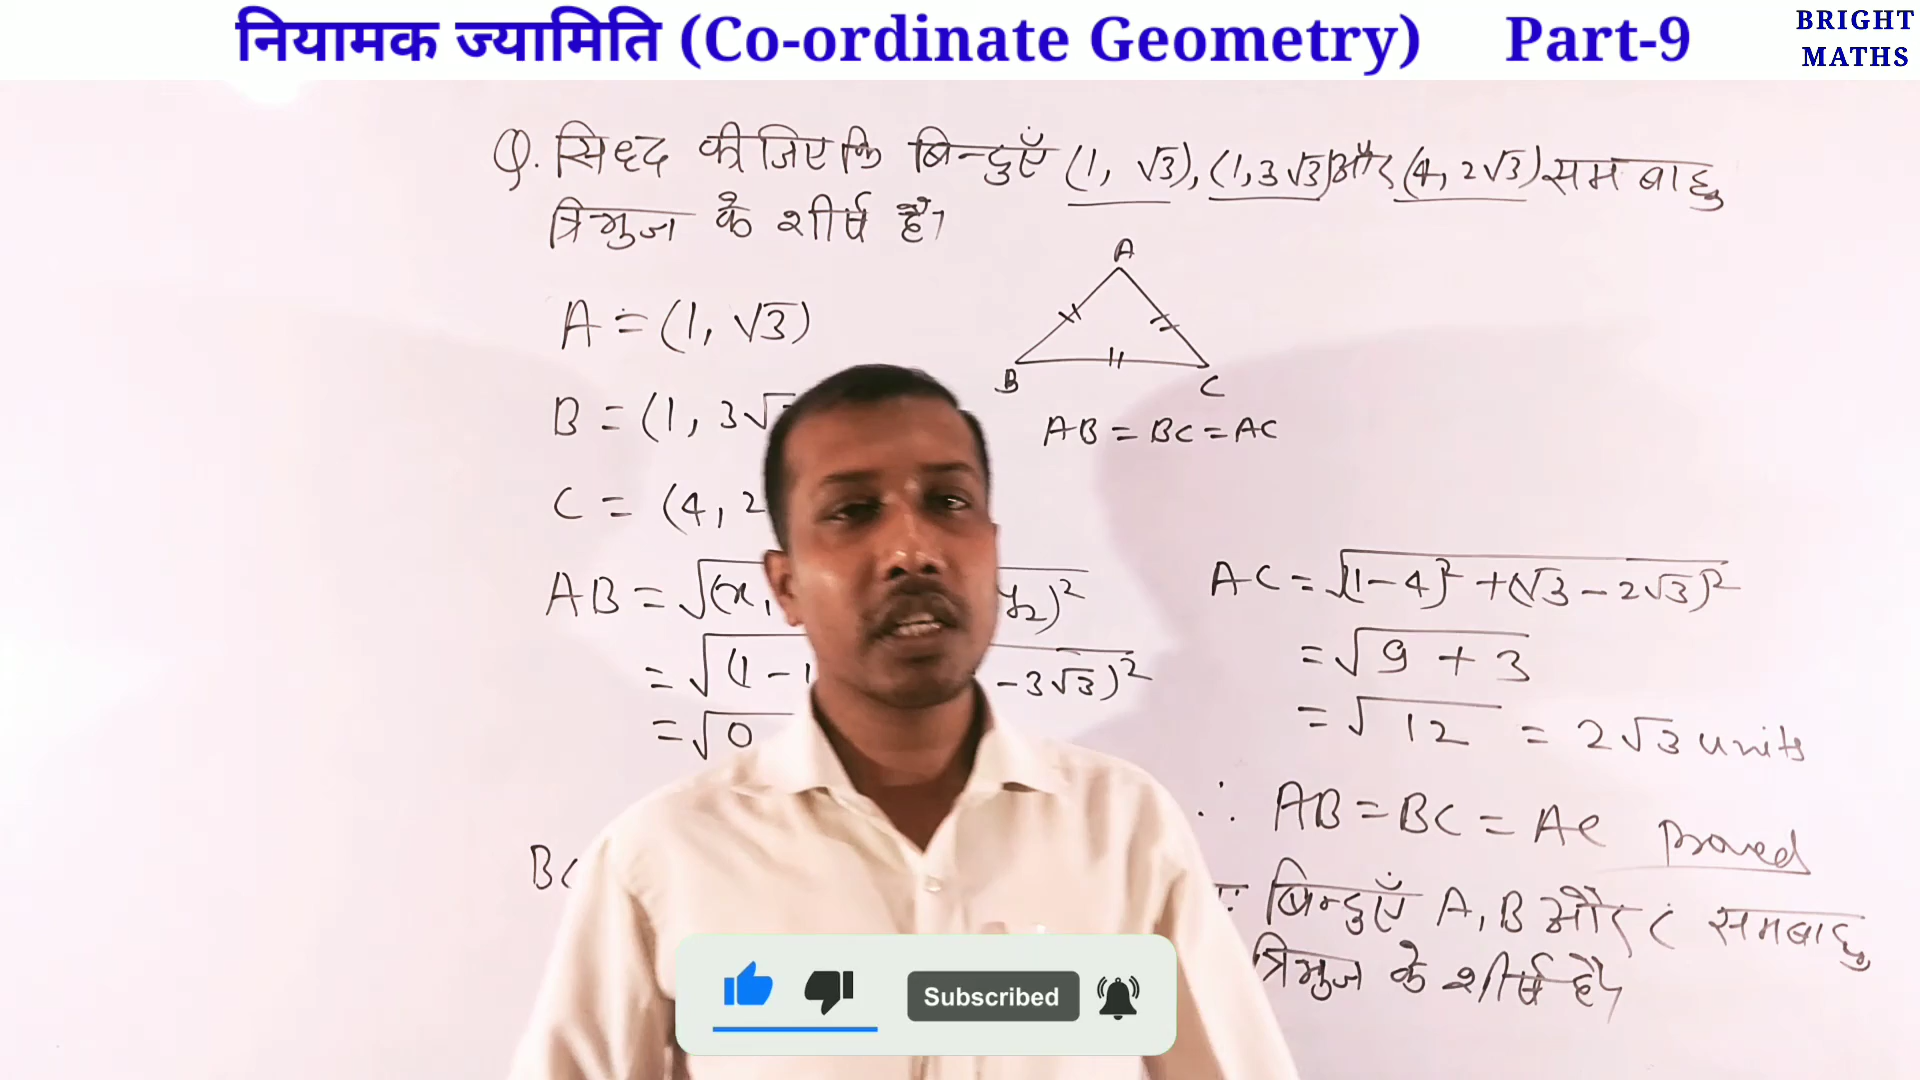 नियामक ज्यामिति (Co-ordinate Geometry) Part-9
BRIGHT
MATHS
Q. सिध्द कीजिए कि बिन्दुएँ (1, √3), (1, 3√3) और (4, 2√3) समबाहु
त्रिभुज के शीर्ष हैं।
A
B C
AB = BC = AC
A = (1, √3)
B = (1, 3√
C = (4, 2
AB = √(x₁ y₂)²
= √(1-1 -3√3)²
= √0
BC
AC = √(1-4)² + (√3 - 2√3)²
= √9 + 3
= √12 = 2√3 units
∴ AB = BC = AC Proved
बिन्दुएँ A, B और C समबाहु
त्रिभुज के शीर्ष हैं।
Subscribed